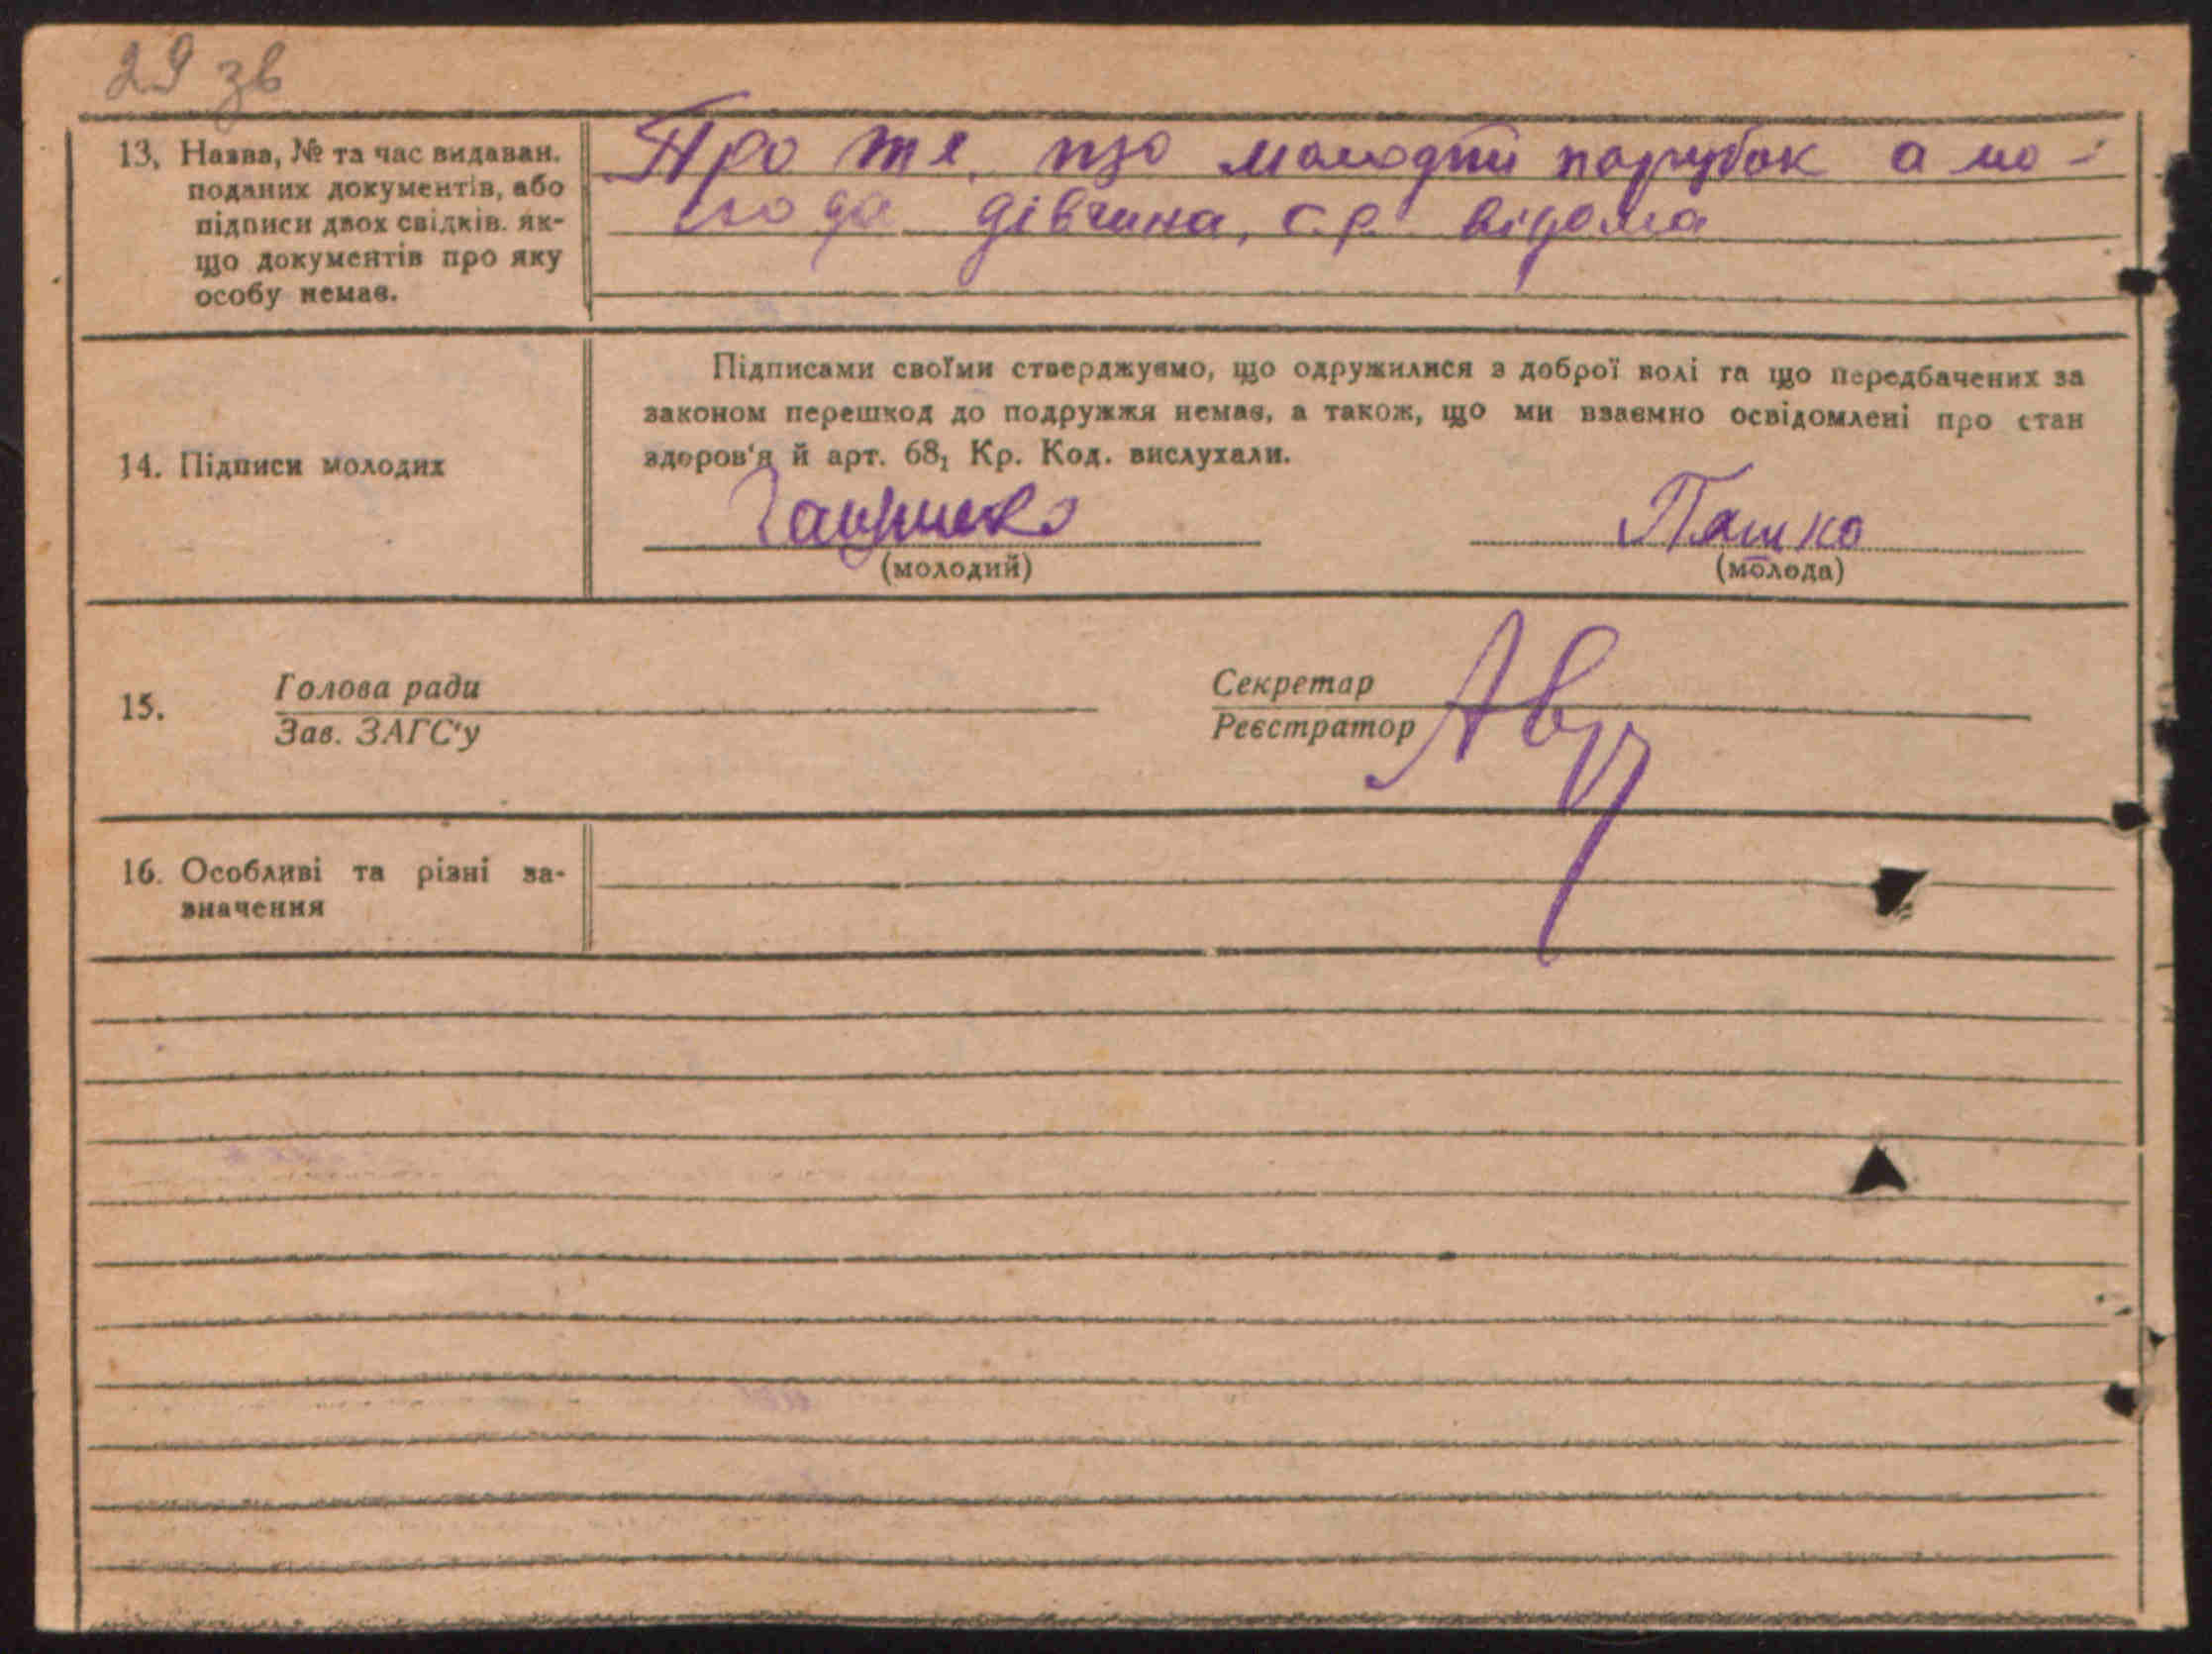 29 зв
13, Назва, № та час видаван.
поданих документів, або
підписи двох свідків. як-
що документів про яку
особу немає.
Про те, що молодий парубок а мо-
лода дівчина, с.р. відома
14. Підписи молодих
Підписами своїми стверджуємо, що одружилися з доброї волі та що передбачених за
законом перешкод до подружжя немає, а також, що ми взаємно освідомлені про стан
здоров'я й арт. 68, Кр. Код. вислухали.
Пашко
(молодий)
(молода)
15.
Голова ради
Зав. ЗАГС'у
Секретар
Реєстратор
16. Особливі та різні за-
значення